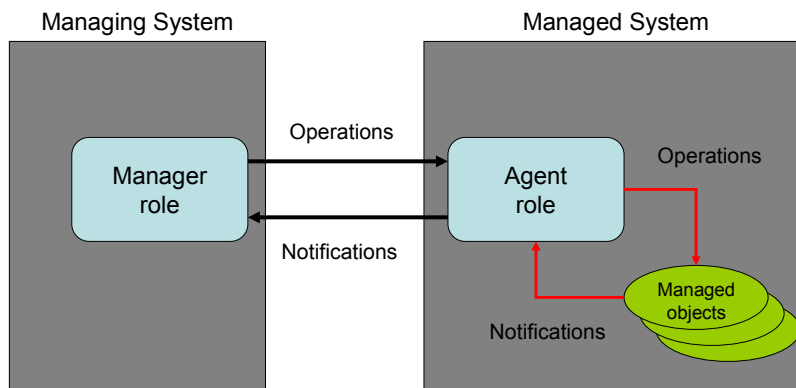 Managing System
Managed System
Operations
Manager
role
Agent
role
Operations
Notifications
Managed
objects
Notifications